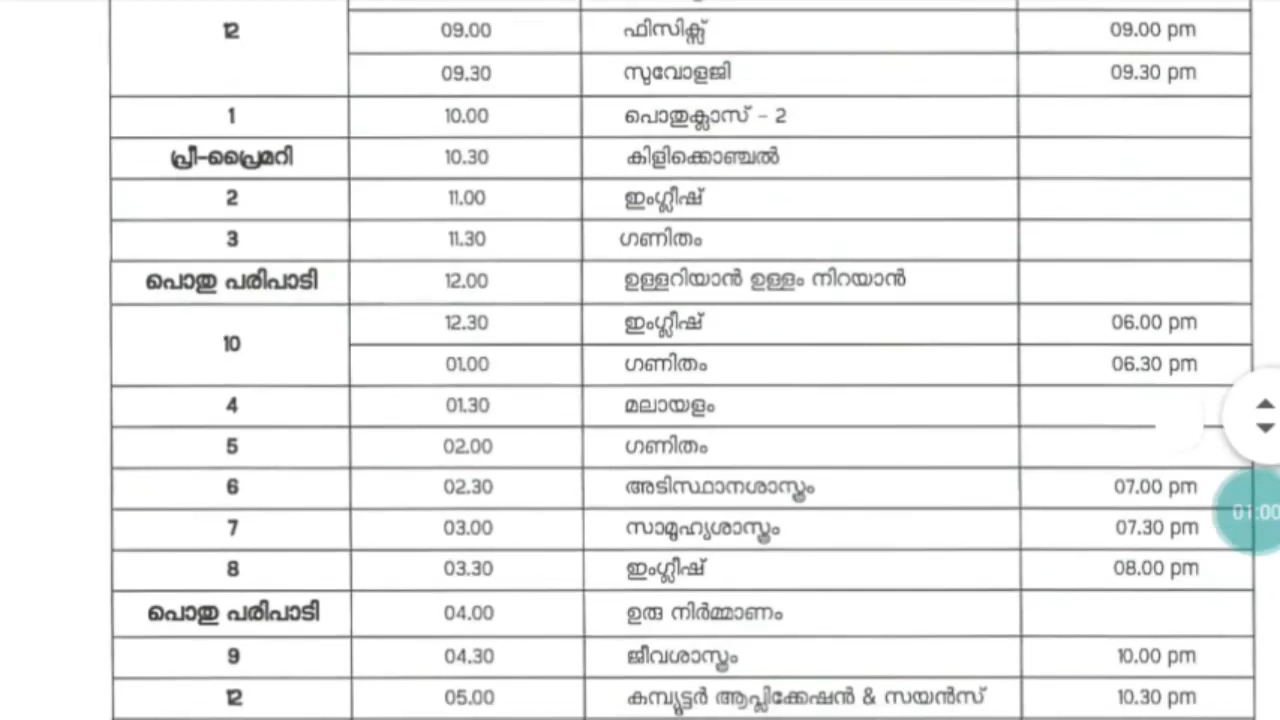 12
09.00 ഫിസിക്സ് 09.00 pm
09.30 സുവോളജി 09.30 pm
1 10.00 പൊതുക്ലാസ് - 2
പ്രീ-പ്രൈമറി 10.30 കിളിക്കൊഞ്ചൽ
2 11.00 ഇംഗ്ലീഷ്
3 11.30 ഗണിതം
പൊതു പരിപാടി 12.00 ഉള്ളറിയാൻ ഉള്ളം നിറയാൻ
10
12.30 ഇംഗ്ലീഷ് 06.00 pm
01.00 ഗണിതം 06.30 pm
4 01.30 മലായളം
5 02.00 ഗണിതം
6 02.30 അടിസ്ഥാനശാസ്ത്രം 07.00 pm
7 03.00 സാമൂഹ്യശാസ്ത്രം 07.30 pm
01:00
8 03.30 ഇംഗ്ലീഷ് 08.00 pm
പൊതു പരിപാടി 04.00 ഉരു നിർമ്മാണം
9 04.30 ജീവശാസ്ത്രം 10.00 pm
12 05.00 കമ്പ്യൂട്ടർ ആപ്ലിക്കേഷൻ & സയൻസ് 10.30 pm